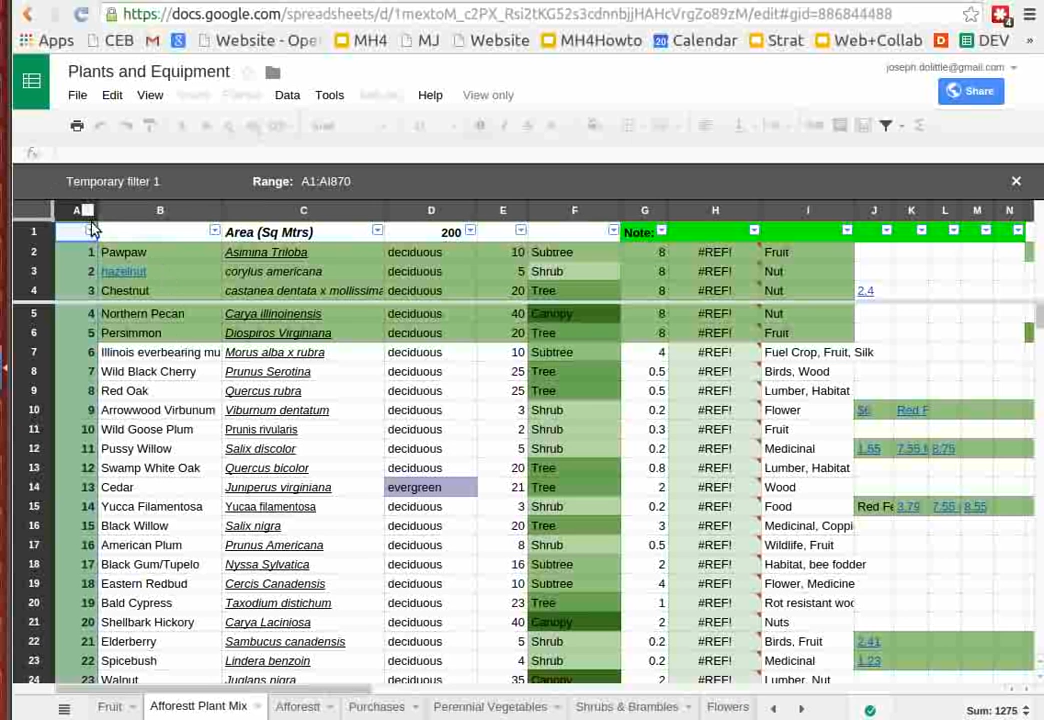 https://docs.google.com/spreadsheets/d/1mextoM_c2PX_Rsi2tKG52s3cdnnbjjHAHcVrgZo89zM/edit#gid=886844488
Apps CEB Website - Ope MH4 MJ Website MH4Howto 20 Calendar Strat Web+Collab DEV »
Plants and Equipment joseph.dolittle@gmail.com
File Edit View Data Tools Help View only Share
Temporary filter 1 Range: A1:AI870
A B C D E F G H I J K L M N
1 Area (Sq Mtrs) 200 Note:
2 1 Pawpaw Asimina Triloba deciduous 10 Subtree 8 #REF! Fruit
3 2 hazelnut corylus americana deciduous 5 Shrub 8 #REF! Nut
4 3 Chestnut castanea dentata x mollissima deciduous 20 Tree 8 #REF! Nut 2.4
5 4 Northern Pecan Carya illinoinensis deciduous 40 Canopy 8 #REF! Nut
6 5 Persimmon Diospiros Virginiana deciduous 20 Tree 8 #REF! Fruit
7 6 Illinois everbearing mu Morus alba x rubra deciduous 10 Subtree 4 #REF! Fuel Crop, Fruit, Silk
8 7 Wild Black Cherry Prunus Serotina deciduous 25 Tree 0.5 #REF! Birds, Wood
9 8 Red Oak Quercus rubra deciduous 25 Tree 0.5 #REF! Lumber, Habitat
10 9 Arrowwood Virbunum Viburnum dentatum deciduous 3 Shrub 0.2 #REF! Flower $6 Red F
11 10 Wild Goose Plum Prunis rivularis deciduous 2 Shrub 0.3 #REF! Fruit
12 11 Pussy Willow Salix discolor deciduous 5 Shrub 0.2 #REF! Medicinal 1.55 7.55 8.75
13 12 Swamp White Oak Quercus bicolor deciduous 20 Tree 0.8 #REF! Lumber, Habitat
14 13 Cedar Juniperus virginiana evergreen 21 Tree 2 #REF! Wood
15 14 Yucca Filamentosa Yucaa filamentosa deciduous 3 Shrub 0.2 #REF! Food Red Fe 3.79 7.55 8.55
16 15 Black Willow Salix nigra deciduous 20 Tree 3 #REF! Medicinal, Coppi
17 16 American Plum Prunus Americana deciduous 8 Shrub 0.5 #REF! Wildlife, Fruit
18 17 Black Gum/Tupelo Nyssa Sylvatica deciduous 16 Subtree 2 #REF! Habitat, bee fodder
19 18 Eastern Redbud Cercis Canadensis deciduous 10 Subtree 4 #REF! Flower, Medicine
20 19 Bald Cypress Taxodium distichum deciduous 23 Tree 1 #REF! Rot resistant woo
21 20 Shellbark Hickory Carya Laciniosa deciduous 40 Canopy 2 #REF! Nuts
22 21 Elderberry Sambucus canadensis deciduous 5 Shrub 0.2 #REF! Birds, Fruit 2.41
23 22 Spicebush Lindera benzoin deciduous 4 Shrub 0.2 #REF! Medicinal 1.23
24 23 Walnut Juglans nigra deciduous 35 Canopy 2 #REF! Lumber, Nut
Fruit Afforestt Plant Mix Afforestt Purchases Perennial Vegetables Shrubs & Brambles Flowers Sum: 1275